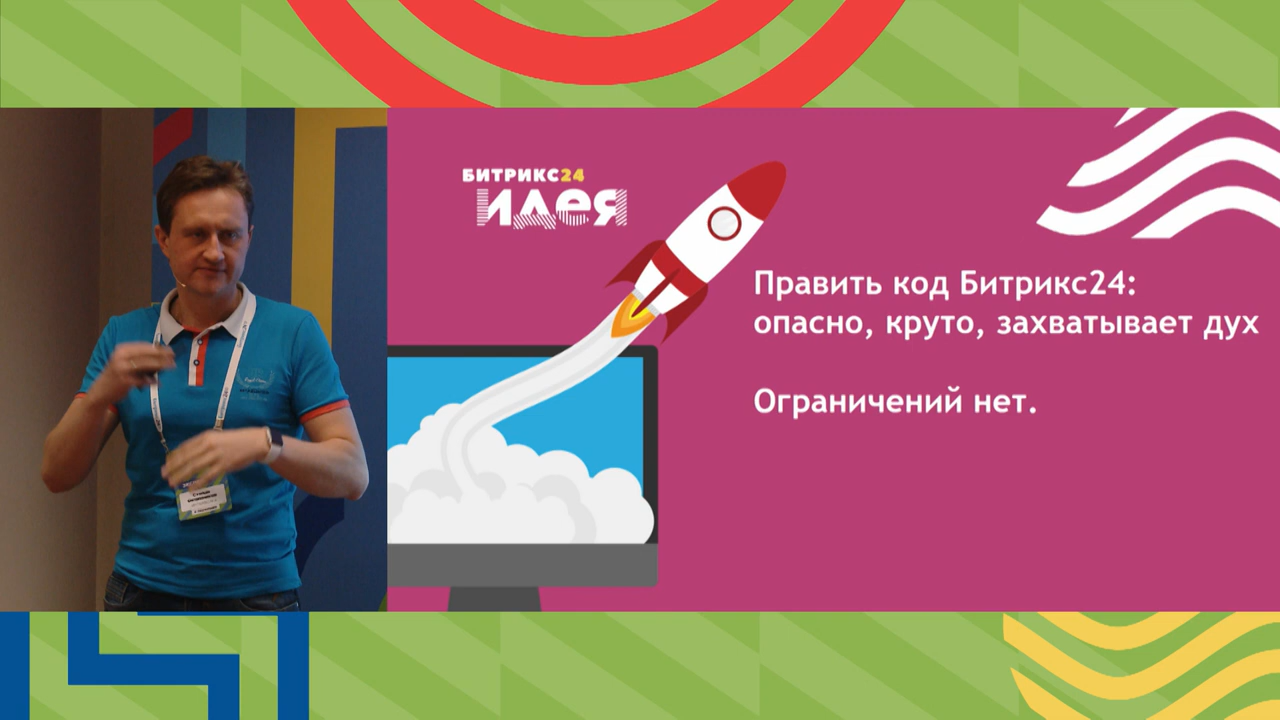 БИТРИКС24
идея
Править код Битрикс24:
опасно, круто, захватывает дух
Ограничений нет.